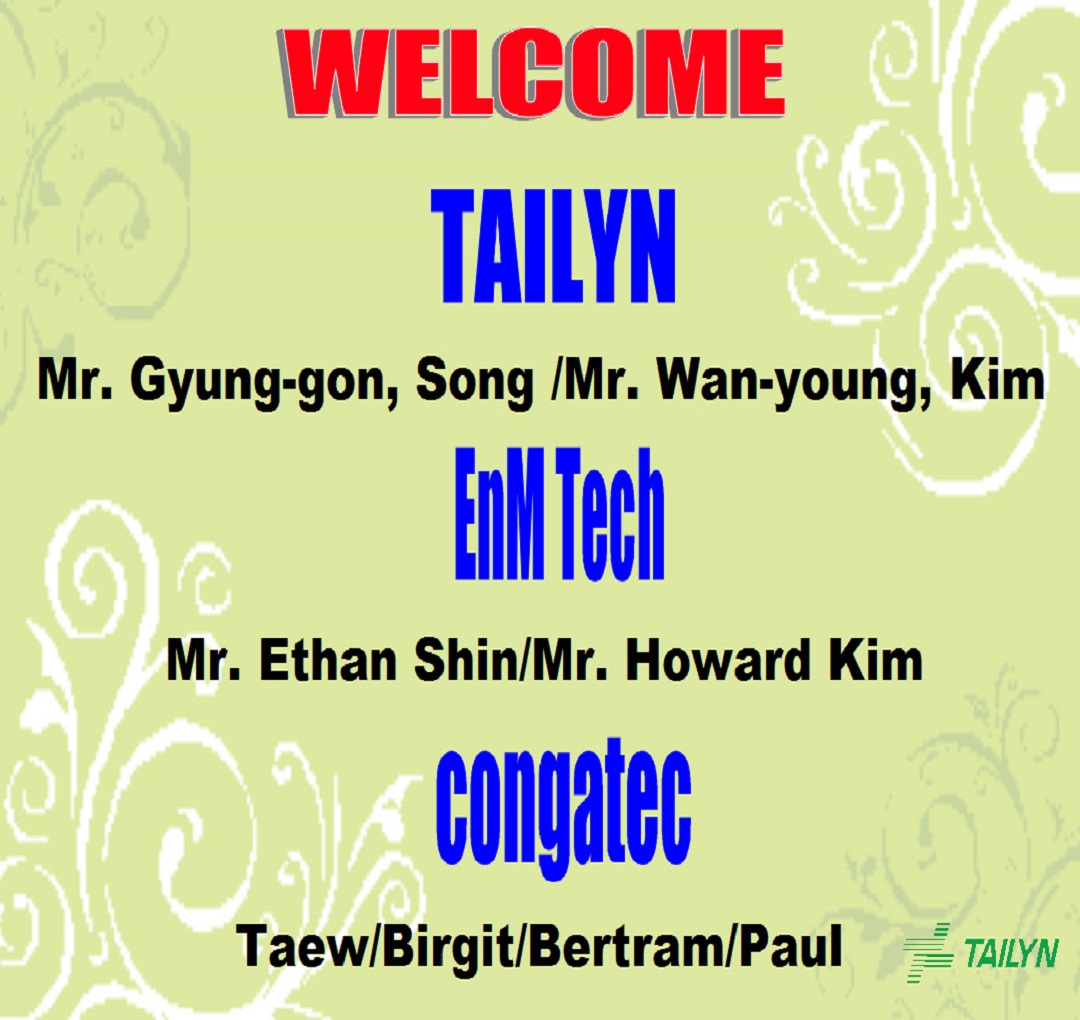 WELCOME
TAILYN
Mr. Gyung-gon, Song /Mr. Wan-young, Kim
EnM Tech
Mr. Ethan Shin/Mr. Howard Kim
congatec
Taew/Birgit/Bertram/Paul
TAILYN